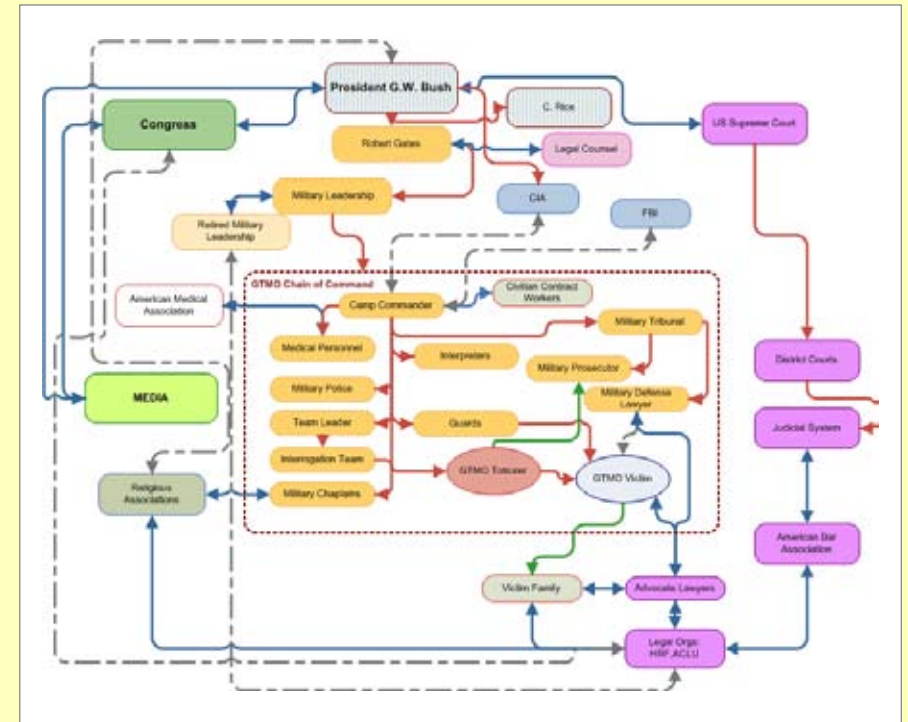 President G.W. Bush
C. Rice
Congress
US Supreme Court
Robert Gates
Legal Counsel
Military Leadership
CIA
FBI
Retired Military
Leadership
GTMO Chain of Command
Civilian Contract
Workers
American Medical
Association
Camp Commander
Military Tribunal
Medical Personnel
Interpreters
Military Prosecutor
District Courts
Military Police
MEDIA
Military Defense
Lawyer
Team Leader
Guards
Judicial System
Interrogation Team
GTMO Torturer
GTMO Victim
Religious
Associations
Military Chaplains
American Bar
Association
Victim Family
Advocate Lawyers
Legal Orgs:
HRF, ACLU